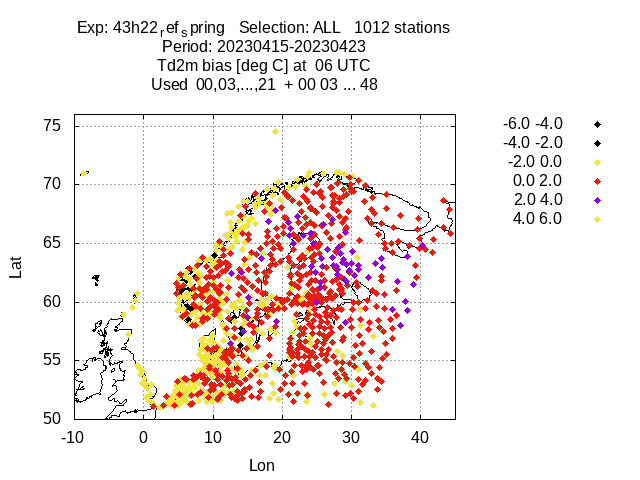 Exp: 43h22ref spring Selection: ALL 1012 stations
Period: 20230415-20230423
Td2m bias [deg C] at 06 UTC
Used 00,03,...,21 + 00 03 ... 48
-6.0 -4.0
-4.0 -2.0
-2.0 0.0
0.0 2.0
2.0 4.0
4.0 6.0
75
70
65
60
55
50
Lat
-10 0 10 20 30 40
Lon